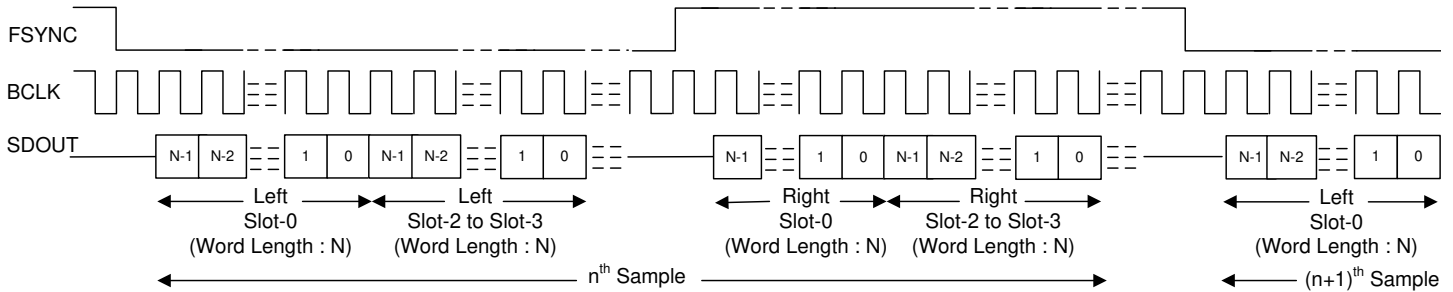 FSYNC
BCLK
SDOUT
N-1 N-2 1 0 N-1 N-2 1 0 N-1 1 0 N-1 N-2 1 0 N-1 N-2 1 0
Left Left Right Right Left
Slot-0 Slot-2 to Slot-3 Slot-0 Slot-2 to Slot-3 Slot-0
(Word Length : N) (Word Length : N) (Word Length : N) (Word Length : N) (Word Length : N)
nth Sample (n+1)th Sample